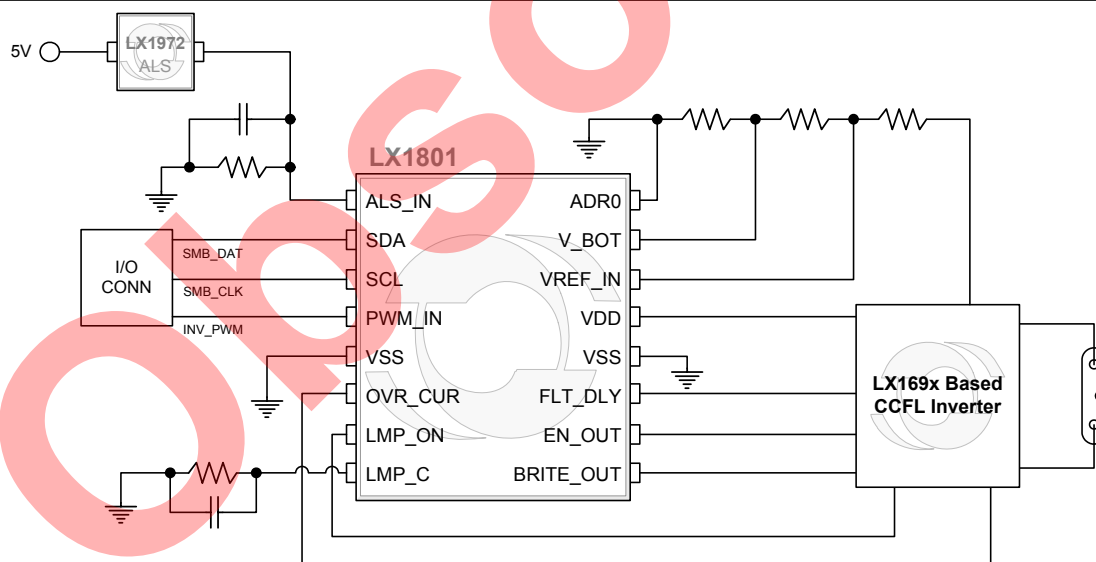 5V
LX1972
ALS
LX1801
ALS_IN
SDA
SCL
PWM_IN
VSS
OVR_CUR
LMP_ON
LMP_C
ADR0
V_BOT
VREF_IN
VDD
VSS
FLT_DLY
EN_OUT
BRITE_OUT
I/O
CONN
SMB_DAT
SMB_CLK
INV_PWM
LX169x Based
CCFL Inverter
Obso